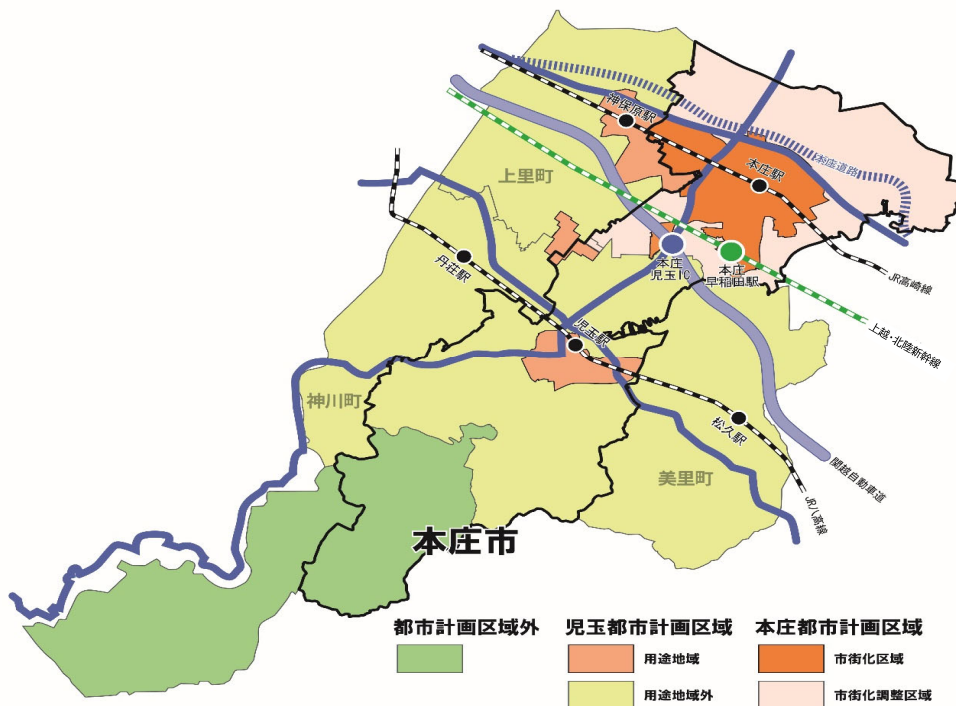 神保原駅
本庄駅
本庄道路
上里町
丹荘駅
本庄
児玉IC
本庄
早稲田駅
JR高崎線
上越・北陸新幹線
児玉駅
神川町
松久駅
関越自動車道
美里町
JR八高線
本庄市
都市計画区域外
児玉都市計画区域
本庄都市計画区域
用途地域
市街化区域
用途地域外
市街化調整区域